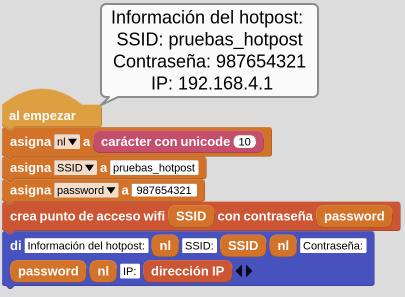 Información del hotpost:
SSID: pruebas_hotpost
Contraseña: 987654321
IP: 192.168.4.1
al empezar
asigna nl a carácter con unicode 10
asigna SSID a pruebas_hotpost
asigna password a 987654321
crea punto de acceso wifi SSID con contraseña password
di Información del hotpost: nl SSID: SSID nl Contraseña:
password nl IP: dirección IP